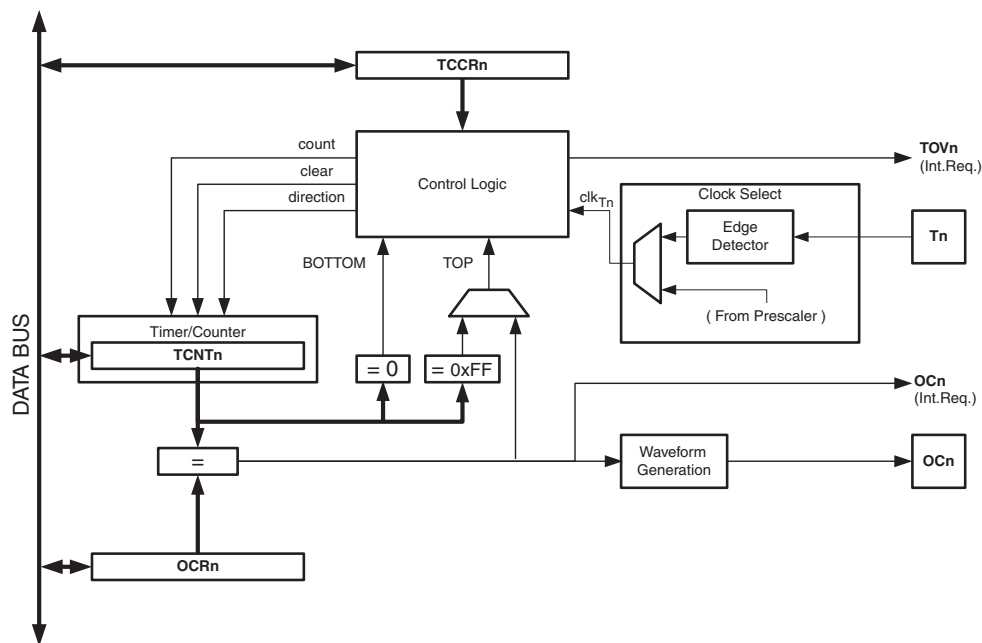 TCCRn
count
clear
direction
Control Logic
TOVn
(Int.Req.)
clkTn
Clock Select
Edge
Detector
Tn
( From Prescaler )
BOTTOM
TOP
Timer/Counter
TCNTn
= 0
= 0xFF
OCn
(Int.Req.)
=
Waveform
Generation
OCn
OCRn
DATA BUS